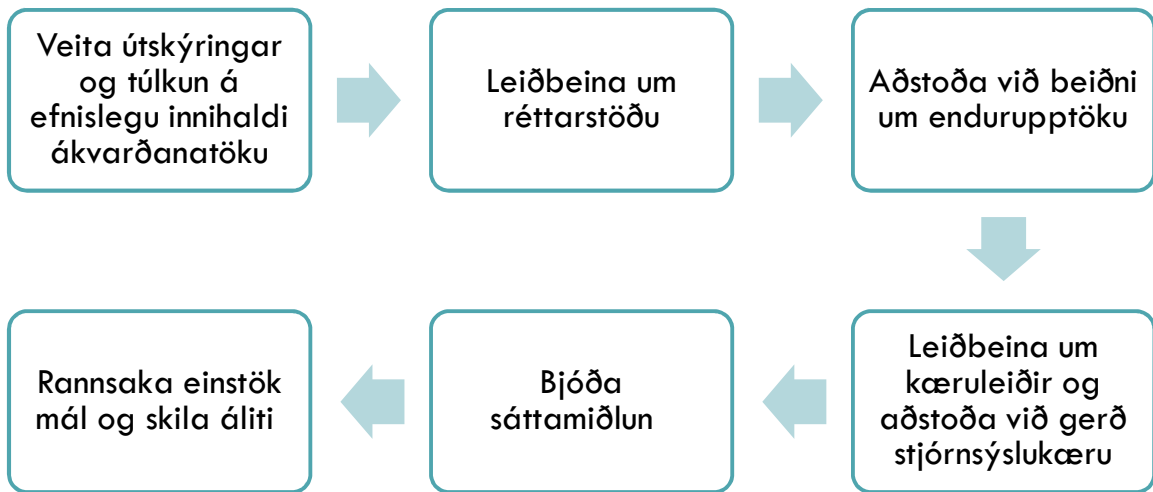 Veita útskýringar
og túlkun á
efnislegu innihaldi
ákvarðanatöku
Leiðbeina um
réttarstöðu
Aðstoða við beiðni
um endurupptöku
Leiðbeina um
kæruleiðir og
aðstoða við gerð
stjórnsýslukæru
Bjóða
sáttamiðlun
Rannsaka einstök
mál og skila áliti